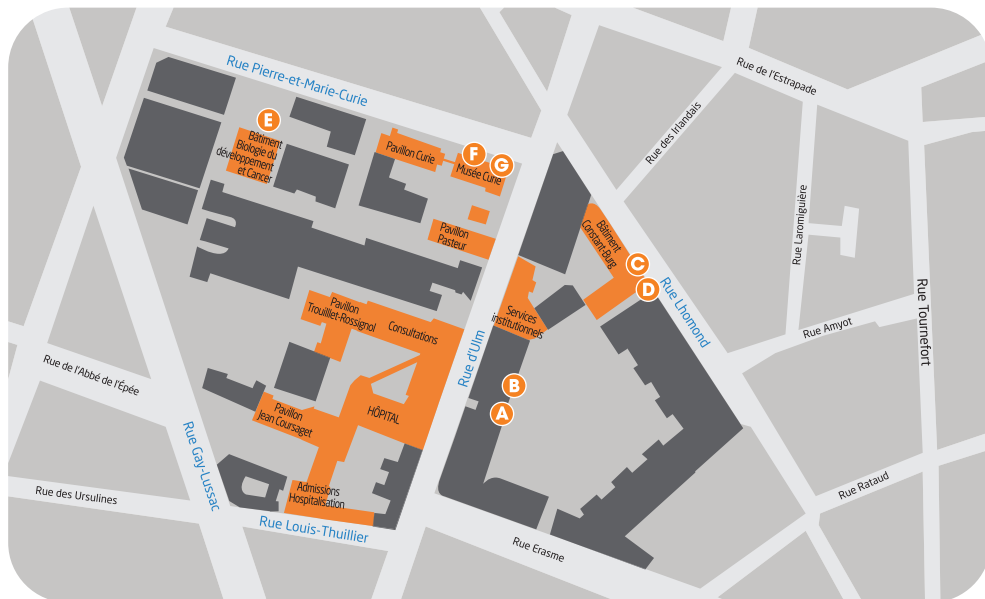 Rue Pierre-et-Marie-Curie
Rue de l'Estrapade
E
Bâtiment
Biologie du
développement
et Cancer
Pavillon Curie
F
G
Musée Curie
Rue des Irlandais
Pavillon
Pasteur
Bâtiment
Constant-Burg
C
D
Rue Laromiguière
Rue Lhomond
Rue Tournefort
Pavillon
Trouilllet-Rossignol
Consultations
Services
institutionnels
Rue Amyot
Rue d'Ulm
Rue de l'Abbé de l'Épée
B
A
Pavillon
Jean Coursaget
HÔPITAL
Rue Gay-Lussac
Rue des Ursulines
Admissions
Hospitalisation
Rue Louis-Thuillier
Rue Erasme
Rue Rataud